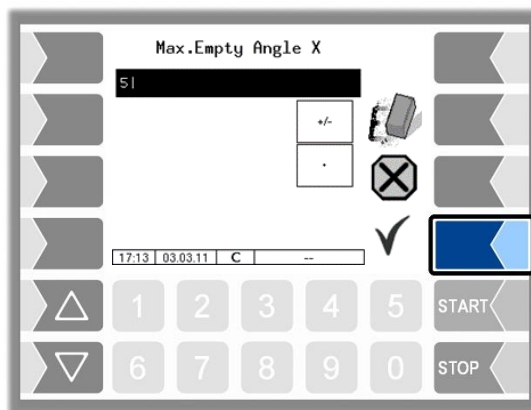 Max.Empty Angle X
5|
+/-
.
17:13 03.03.11 C --
1 2 3 4 5 START
6 7 8 9 0 STOP